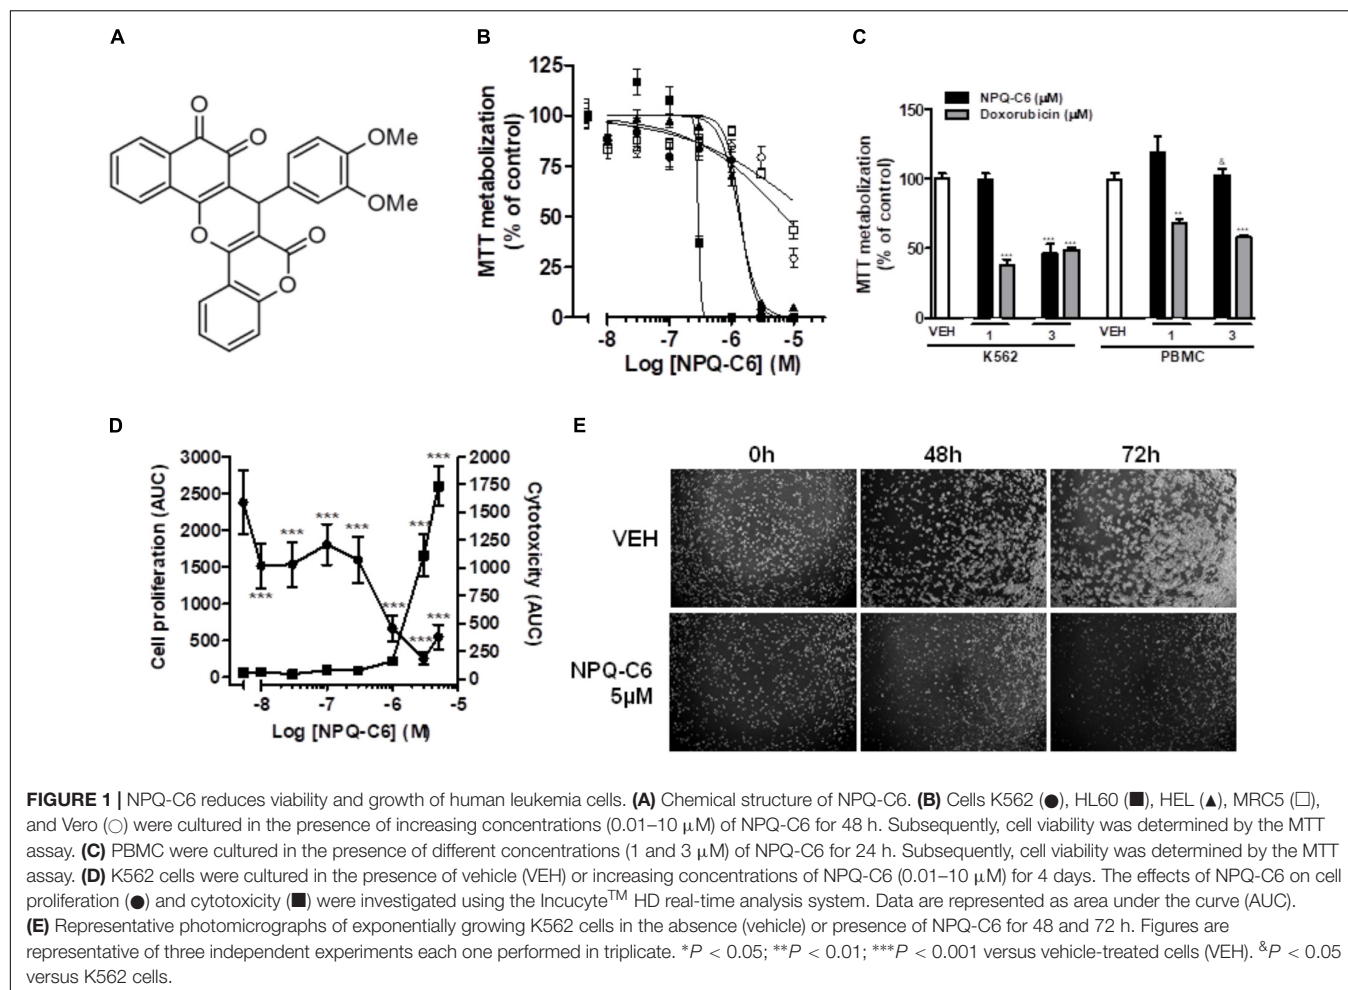 A
O
O
OMe
OMe
O
O
O
B
MTT metabolization
(% of control)
125
100
75
50
25
0
-8
-7
-6
-5
Log [NPQ-C6] (M)
C
NPQ-C6 (μM)
Doxorubicin (μM)
MTT metabolization
(% of control)
150
100
50
0
***
***
***
**
&
***
VEH
1
3
VEH
1
3
K562
PBMC
D
Cell proliferation (AUC)
3000
2500
2000
1500
1000
500
0
2000
1750
1500
1250
1000
750
500
250
0
Cytotoxicity (AUC)
***
***
***
***
***
***
***
***
***
-8
-7
-6
-5
Log [NPQ-C6] (M)
E
0h
48h
72h
VEH
NPQ-C6
5μM
FIGURE 1 | NPQ-C6 reduces viability and growth of human leukemia cells. (A) Chemical structure of NPQ-C6. (B) Cells K562 (●), HL60 (■), HEL (▲), MRC5 (□),
and Vero (○) were cultured in the presence of increasing concentrations (0.01–10 μM) of NPQ-C6 for 48 h. Subsequently, cell viability was determined by the MTT
assay. (C) PBMC were cultured in the presence of different concentrations (1 and 3 μM) of NPQ-C6 for 24 h. Subsequently, cell viability was determined by the MTT
assay. (D) K562 cells were cultured in the presence of vehicle (VEH) or increasing concentrations of NPQ-C6 (0.01–10 μM) for 4 days. The effects of NPQ-C6 on cell
proliferation (●) and cytotoxicity (■) were investigated using the Incucyte™ HD real-time analysis system. Data are represented as area under the curve (AUC).
(E) Representative photomicrographs of exponentially growing K562 cells in the absence (vehicle) or presence of NPQ-C6 for 48 and 72 h. Figures are
representative of three independent experiments each one performed in triplicate. *P < 0.05; **P < 0.01; ***P < 0.001 versus vehicle-treated cells (VEH). &P < 0.05
versus K562 cells.